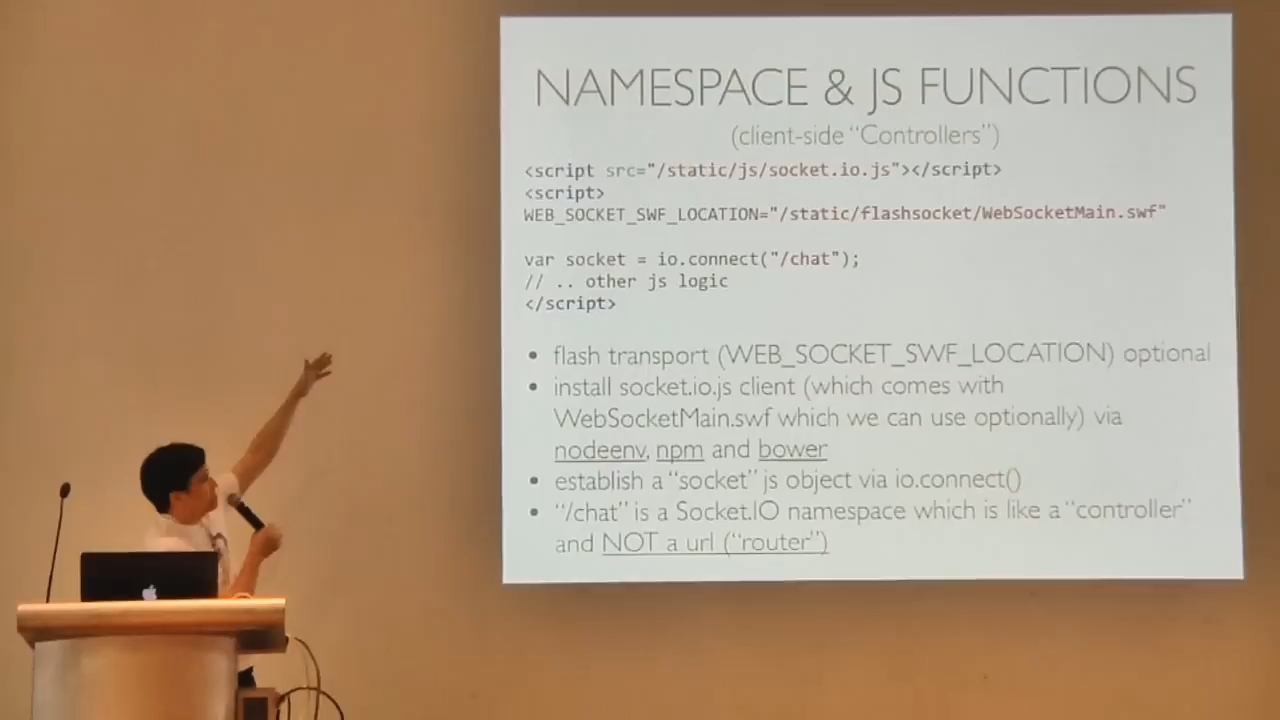 NAMESPACE & JS FUNCTIONS
(client-side “Controllers”)
<script src="/static/js/socket.io.js"></script>
<script>
WEB_SOCKET_SWF_LOCATION="/static/flashsocket/WebSocketMain.swf"
var socket = io.connect("/chat");
// .. other js logic
</script>
• flash transport (WEB_SOCKET_SWF_LOCATION) optional
• install socket.io.js client (which comes with
WebSocketMain.swf which we can use optionally) via
nodeenv, npm and bower
• establish a “socket” js object via io.connect()
• “/chat” is a Socket.IO namespace which is like a “controller”
and NOT a url (“router”)